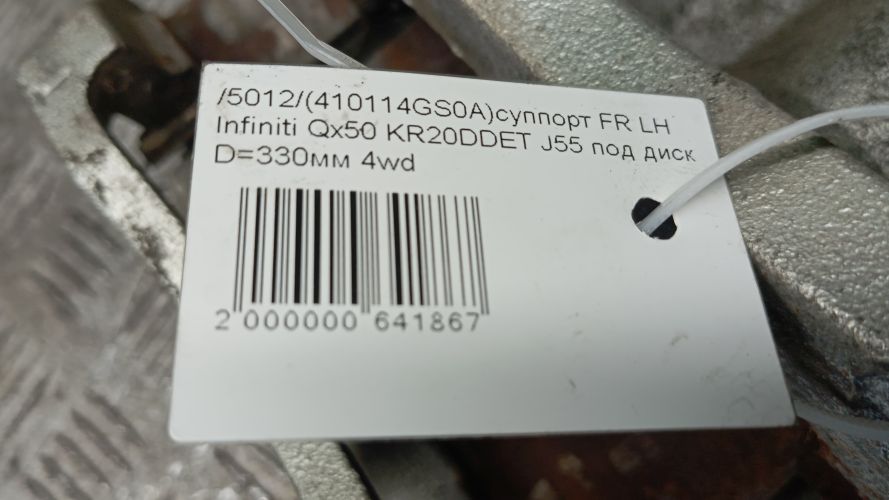 /5012/(410114GS0A)суппорт FR LH
Infiniti Qx50 KR20DDET J55 под диск
D=330мм 4wd
2 000000 641867